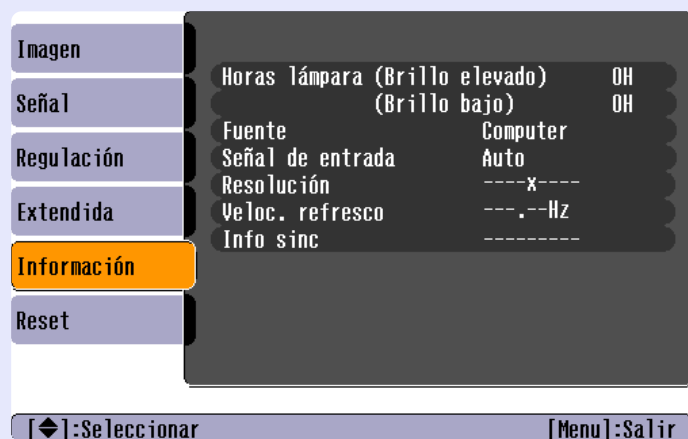 Imagen
Señal
Regulación
Extendida
Información
Reset
Horas lámpara (Brillo elevado) 0H
(Brillo bajo) 0H
Fuente Computer
Señal de entrada Auto
Resolución ----x----
Veloc. refresco ---.--Hz
Info sinc ---------
[◆]:Seleccionar [Menu]:Salir